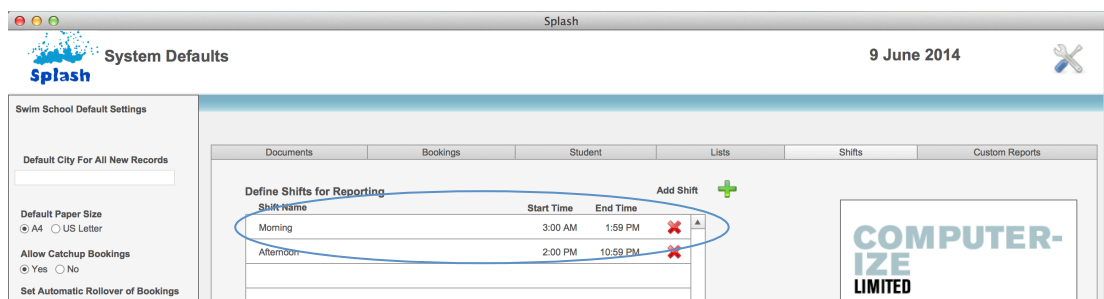 Splash
System Defaults
9 June 2014
Splash
Swim School Default Settings
Documents Bookings Student Lists Shifts Custom Reports
Default City For All New Records
Define Shifts for Reporting Add Shift
Shift Name Start Time End Time
Default Paper Size
A4 US Letter
Morning 3:00 AM 1:59 PM
Allow Catchup Bookings
Afternoon 2:00 PM 10:59 PM
Yes No
Set Automatic Rollover of Bookings
COMPUTER-
IZE
LIMITED